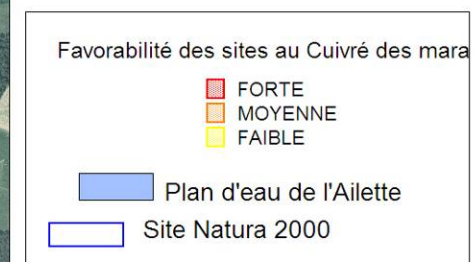 Favorabilité des sites au Cuivré des mara
FORTE
MOYENNE
FAIBLE
Plan d'eau de l'Ailette
Site Natura 2000